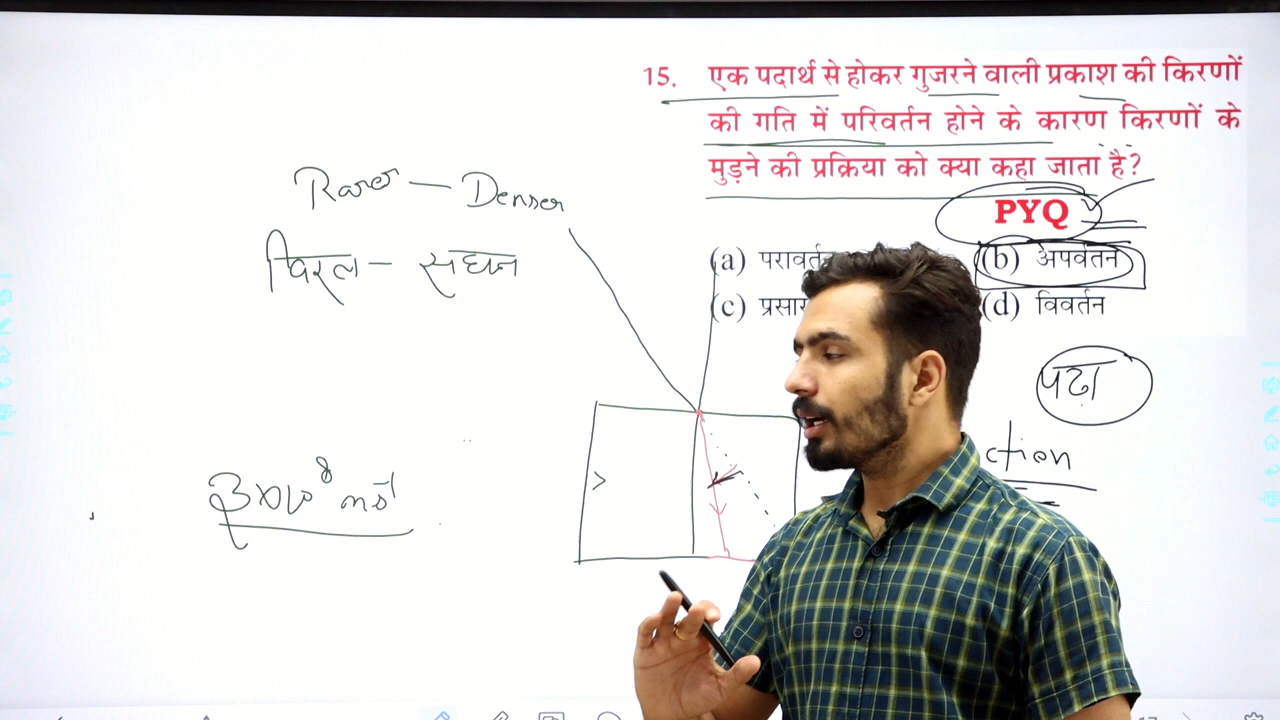 15. एक पदार्थ से होकर गुजरने वाली प्रकाश की किरणों
की गति में परिवर्तन होने के कारण किरणों के
मुड़ने की प्रक्रिया को क्या कहा जाता है?
PYQ
(a) परावर्तन (b) अपवर्तन
(c) प्रसा (d) विवर्तन
Rarer — Denser
विरल — सघन
पढ़ा
ction
3×10⁸ m/s